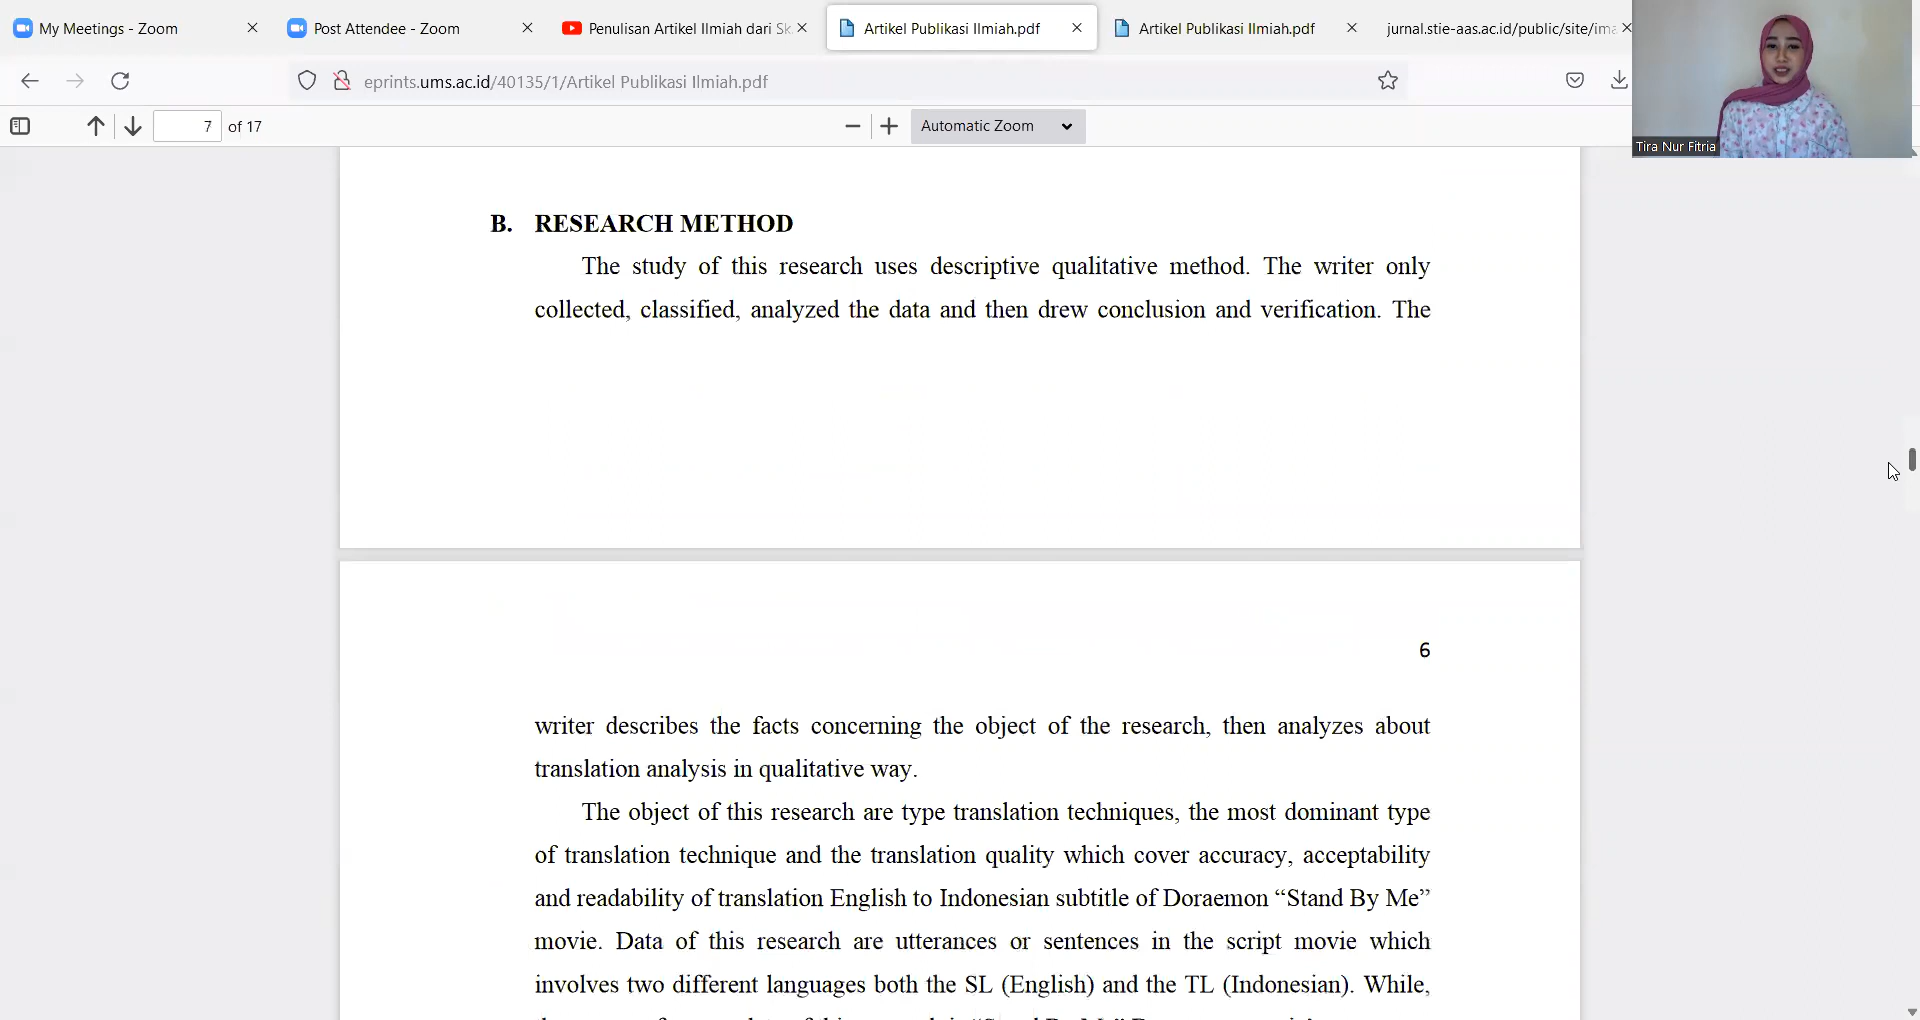 My Meetings - Zoom
Post Attendee - Zoom
Penulisan Artikel Ilmiah dari Sk
Artikel Publikasi Ilmiah.pdf
Artikel Publikasi Ilmiah.pdf
jurnal.stie-aas.ac.id/public/site/ima
eprints.ums.ac.id/40135/1/Artikel Publikasi Ilmiah.pdf
7 of 17
Automatic Zoom
Tira Nur Fitria
B. RESEARCH METHOD
The study of this research uses descriptive qualitative method. The writer only
collected, classified, analyzed the data and then drew conclusion and verification. The
6
writer describes the facts concerning the object of the research, then analyzes about
translation analysis in qualitative way.
The object of this research are type translation techniques, the most dominant type
of translation technique and the translation quality which cover accuracy, acceptability
and readability of translation English to Indonesian subtitle of Doraemon “Stand By Me”
movie. Data of this research are utterances or sentences in the script movie which
involves two different languages both the SL (English) and the TL (Indonesian). While,